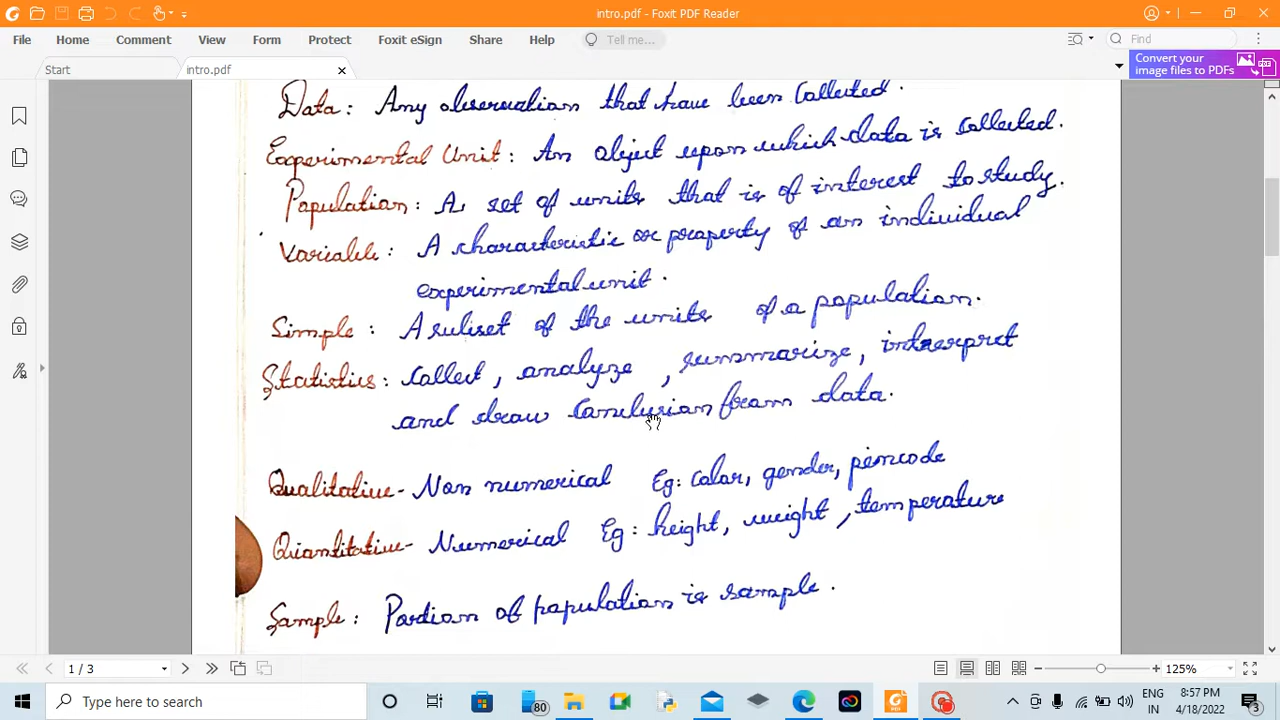 intro.pdf - Foxit PDF Reader
File Home Comment View Form Protect Foxit eSign Share Help Tell me... Find
Start intro.pdf
Convert your
image files to PDFs
Data : Any observation that have been Collected .
Experimental Unit : An object upon which data is collected.
Population : A set of units that is of interest to study.
Variable : A characteristic or property of an individual
experimental unit .
Simple : A subset of the units of a population.
Statistics : Collect , analyze , summarize , interpret
and draw Conclusion from data.
Qualitative - Non numerical Eg: Color, gender, pincode
Quantitative - Numerical Eg : height, weight , temperature
Sample : Portion of population is sample .
1 / 3
125%
Type here to search
80
ENG
IN
8:57 PM
4/18/2022
3